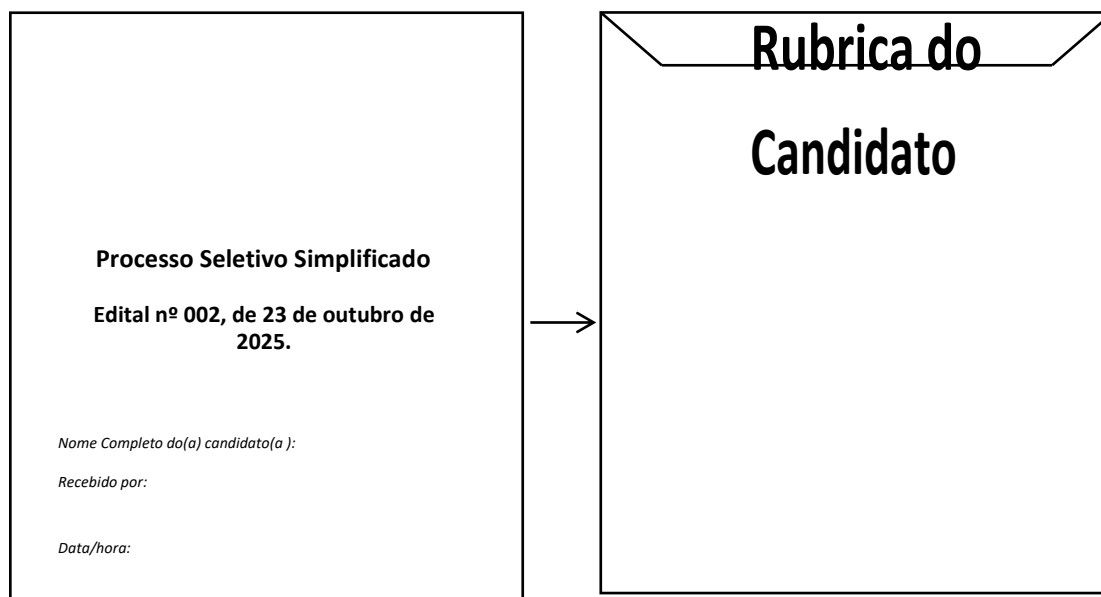 Processo Seletivo Simplificado
Edital nº 002, de 23 de outubro de
2025.
Nome Completo do(a) candidato(a ):
Recebido por:
Data/hora:
Rubrica do
Candidato